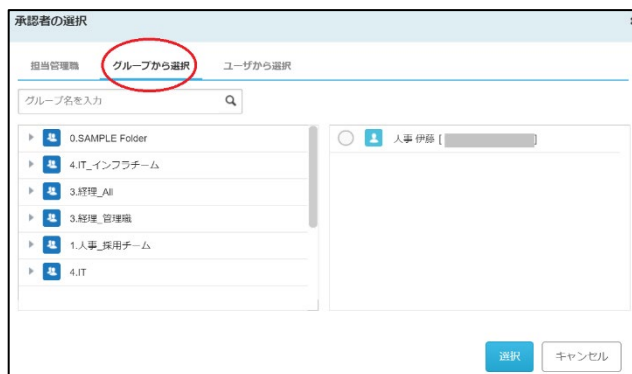 承認者の選択
担当管理職 グループから選択 ユーザから選択
グループ名を入力
0.SAMPLE Folder
4.IT_インフラチーム
3.経理_All
3.経理_管理職
1.人事_採用チーム
4.IT
人事 伊藤 [ ]
選択 キャンセル